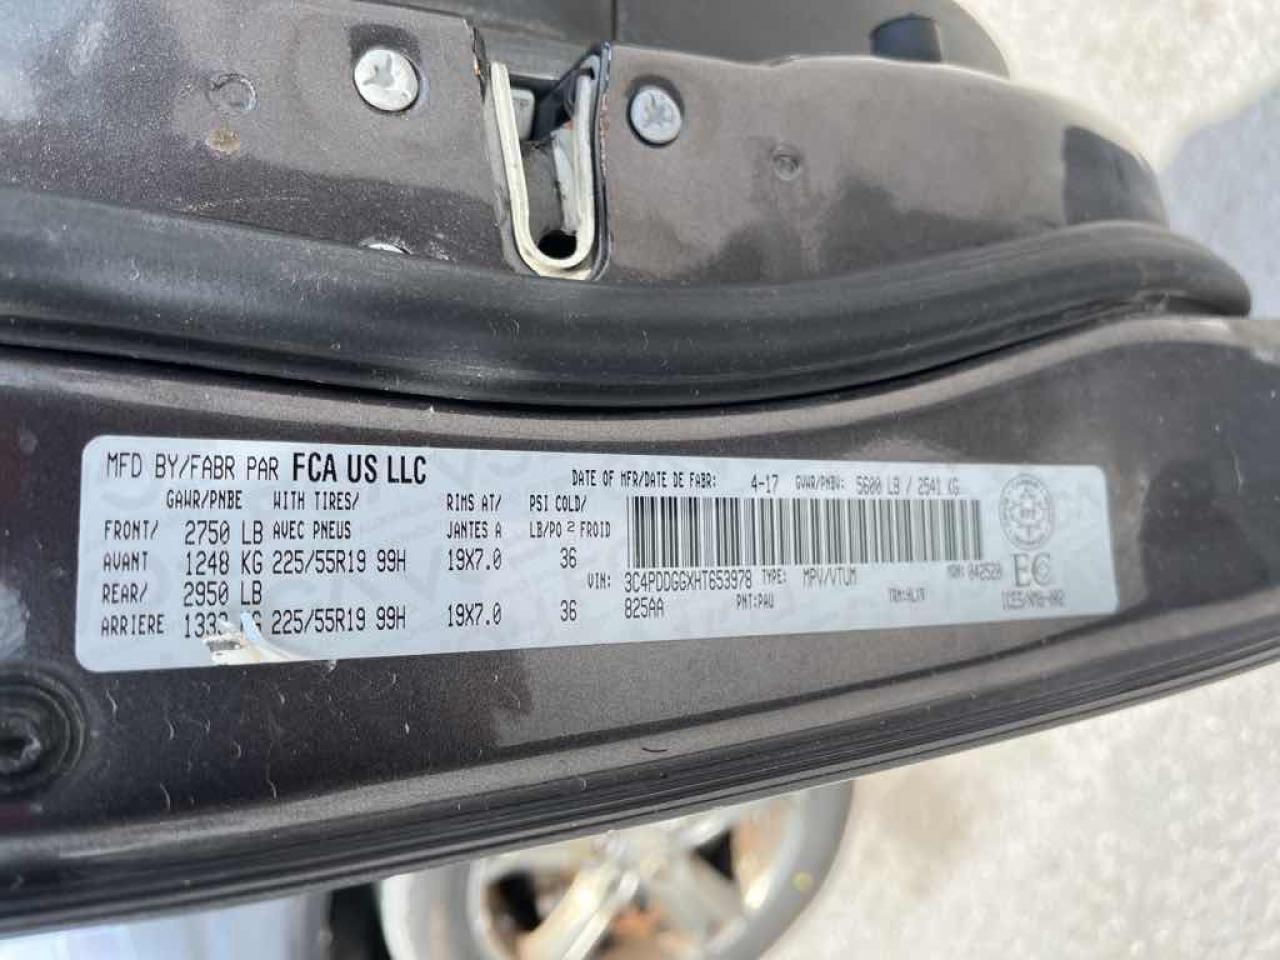 MFD BY/FABR PAR FCA US LLC
DATE OF MFR/DATE DE FABR: 4-17 GVWR/PNBV: 5600 LB / 2541 KG
GAWR/PNBE WITH TIRES/ RIMS AT/ PSI COLD/
FRONT/ 2750 LB AVEC PNEUS JANTES A LB/PO 2 FROID
AVANT 1248 KG 225/55R19 99H 19X7.0 36
VIN: 3C4PDDGGXHT653978 TYPE: MPV/VTUM MDH: 042520 EC
REAR/ 2950 LB
825AA PNT:PAU
ARRIERE KG 225/55R19 99H 19X7.0 36